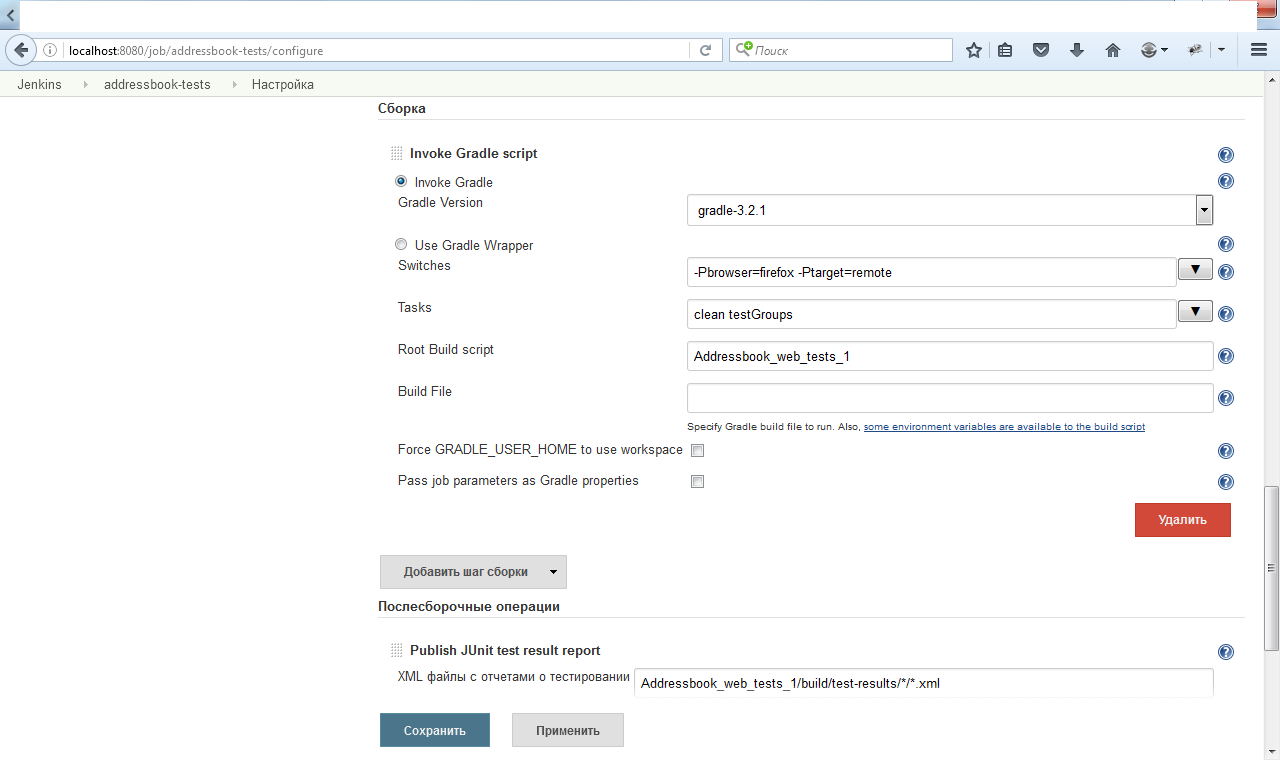 localhost:8080/job/addressbook-tests/configure
Поиск
Jenkins addressbook-tests Настройка
Сборка
Invoke Gradle script
Invoke Gradle
Gradle Version gradle-3.2.1
Use Gradle Wrapper
Switches -Pbrowser=firefox -Ptarget=remote
Tasks clean testGroups
Root Build script Addressbook_web_tests_1
Build File
Specify Gradle build file to run. Also, some environment variables are available to the build script
Force GRADLE_USER_HOME to use workspace
Pass job parameters as Gradle properties
Удалить
Добавить шаг сборки
Послесборочные операции
Publish JUnit test result report
XML файлы с отчетами о тестировании Addressbook_web_tests_1/build/test-results/*/*.xml
Сохранить Применить